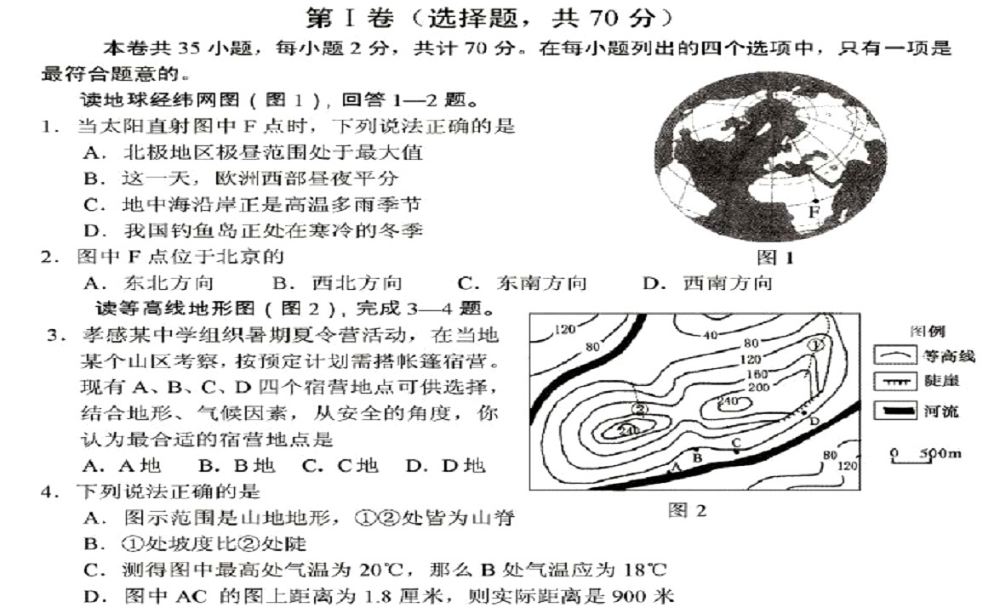 第Ⅰ卷（选择题，共 70 分）
本卷共 35 小题，每小题 2 分，共计 70 分。在每小题列出的四个选项中，只有一项是
最符合题意的。
读地球经纬网图（图 1），回答 1—2 题。
1．当太阳直射图中 F 点时，下列说法正确的是
A．北极地区极昼范围处于最大值
B．这一天，欧洲西部昼夜平分
C．地中海沿岸正是高温多雨季节
D．我国钓鱼岛正处在寒冷的冬季
F
图 1
2．图中 F 点位于北京的
A．东北方向 B．西北方向 C．东南方向 D．西南方向
读等高线地形图（图 2），完成 3—4 题。
3．孝感某中学组织暑期夏令营活动，在当地
某个山区考察，按预定计划需搭帐篷宿营。
现有 A、B、C、D 四个宿营地点可供选择，
结合地形、气候因素，从安全的角度，你
认为最合适的宿营地点是
A．A 地 B．B 地 C．C 地 D．D 地
120
80
40
80
120
160
200
240
①
②
240
A
B
C
D
80
120
图例
等高线
陡崖
河流
0 500m
图 2
4．下列说法正确的是
A．图示范围是山地地形，①②处皆为山脊
B．①处坡度比②处陡
C．测得图中最高处气温为 20℃，那么 B 处气温应为 18℃
D．图中 AC 的图上距离为 1.8 厘米，则实际距离是 900 米